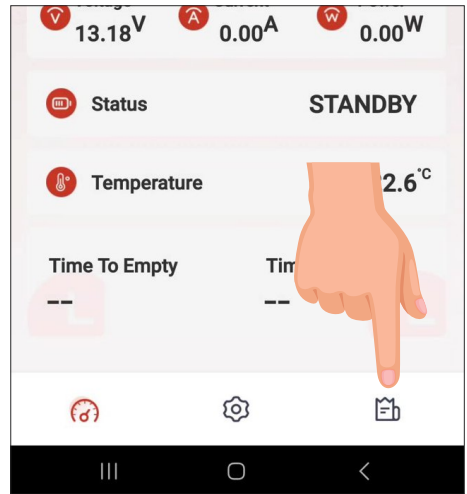 13.18V 0.00A 0.00W
Status STANDBY
Temperature 2.6°C
Time To Empty
-- --